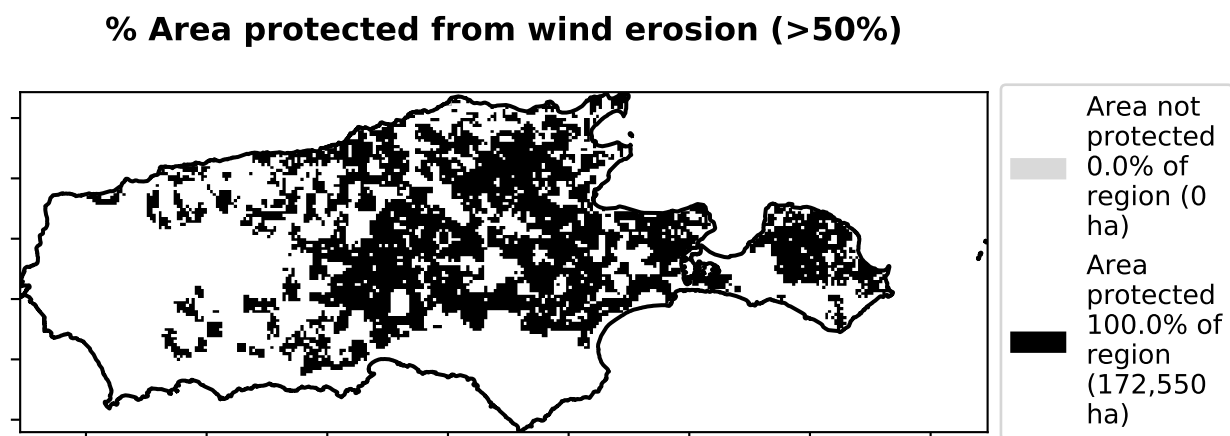 % Area protected from wind erosion (>50%)
Area not
protected
0.0% of
region (0
ha)
Area
protected
100.0% of
region
(172,550
ha)